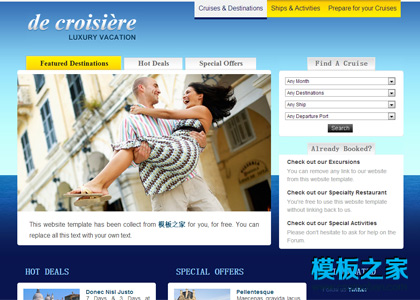 de croisière
LUXURY VACATION
Cruises & Destinations
Ships & Activities
Prepare for your Cruises
Featured Destinations
Hot Deals
Special Offers
Find A Cruise
Any Month
Any Destinations
Any Ship
Any Departure Port
Search
This website template has been collect from 模板之家 for you, for free. You can
replace all this text with your own text.
Already Booked?
Check out our Excursions
You can remove any link to our website
from this website template
Check out our Specialty Restaurant
You're free to use this website template
without linking back to us.
Check out our Special Activities
Please don't hesitate to ask for help on the
Forum.
HOT DEALS
SPECIAL OFFERS
模板之家
Donec Nisl Justo
7 Days & 3 Days at
Pellentesque
Maecenas gravida lacus